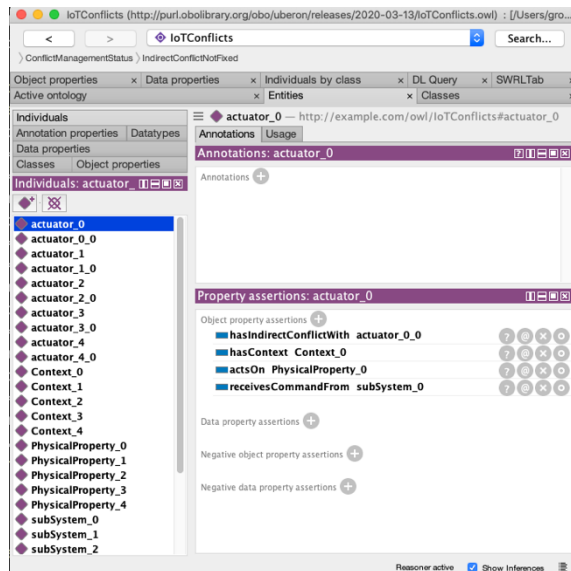 IoTConflicts (http://purl.obolibrary.org/obo/uberon/releases/2020-03-13/IoTConflicts.owl) : [/Users/gro...
< > IoTConflicts Search...
ConflictManagementStatus IndirectConflictNotFixed
Object properties × Data properties × Individuals by class × DL Query × SWRLTab
Active ontology × Entities × Classes
Individuals
Annotation properties Datatypes
Data properties
Classes Object properties
Individuals: actuator_
actuator_0
actuator_0_0
actuator_1
actuator_1_0
actuator_2
actuator_2_0
actuator_3
actuator_3_0
actuator_4
actuator_4_0
Context_0
Context_1
Context_2
Context_3
Context_4
PhysicalProperty_0
PhysicalProperty_1
PhysicalProperty_2
PhysicalProperty_3
PhysicalProperty_4
subSystem_0
subSystem_1
subSystem_2
actuator_0 — http://example.com/owl/IoTConflicts#actuator_0
Annotations Usage
Annotations: actuator_0
Annotations
Property assertions: actuator_0
Object property assertions
hasIndirectConflictWith actuator_0_0
hasContext Context_0
actsOn PhysicalProperty_0
receivesCommandFrom subSystem_0
Data property assertions
Negative object property assertions
Negative data property assertions
Reasoner active Show Inferences